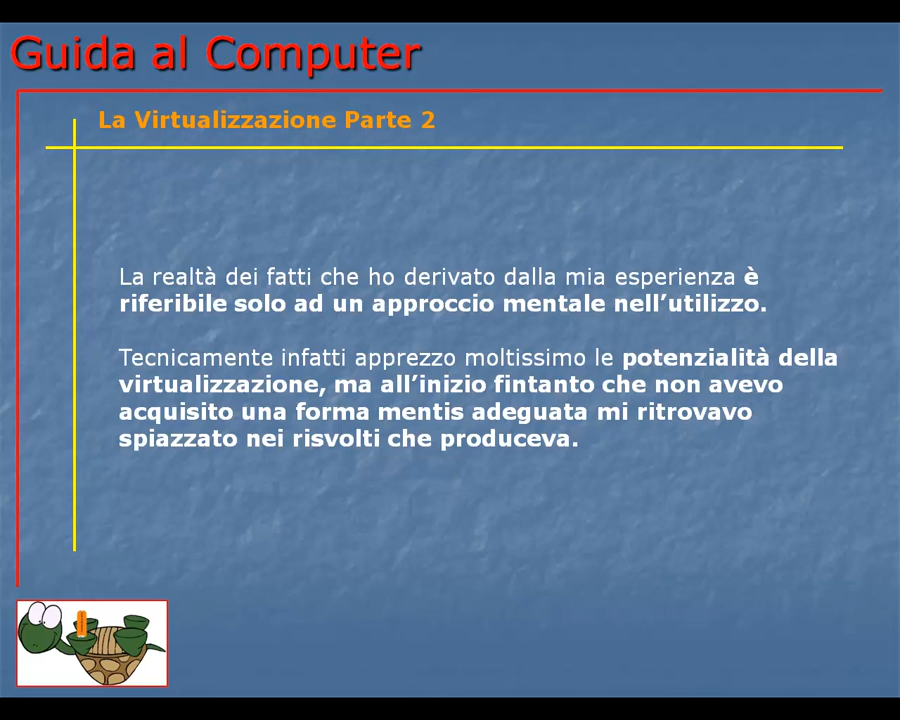 Guida al Computer
La Virtualizzazione Parte 2
La realtà dei fatti che ho derivato dalla mia esperienza è
riferibile solo ad un approccio mentale nell’utilizzo.
Tecnicamente infatti apprezzo moltissimo le potenzialità della
virtualizzazione, ma all’inizio fintanto che non avevo
acquisito una forma mentis adeguata mi ritrovavo
spiazzato nei risvolti che produceva.